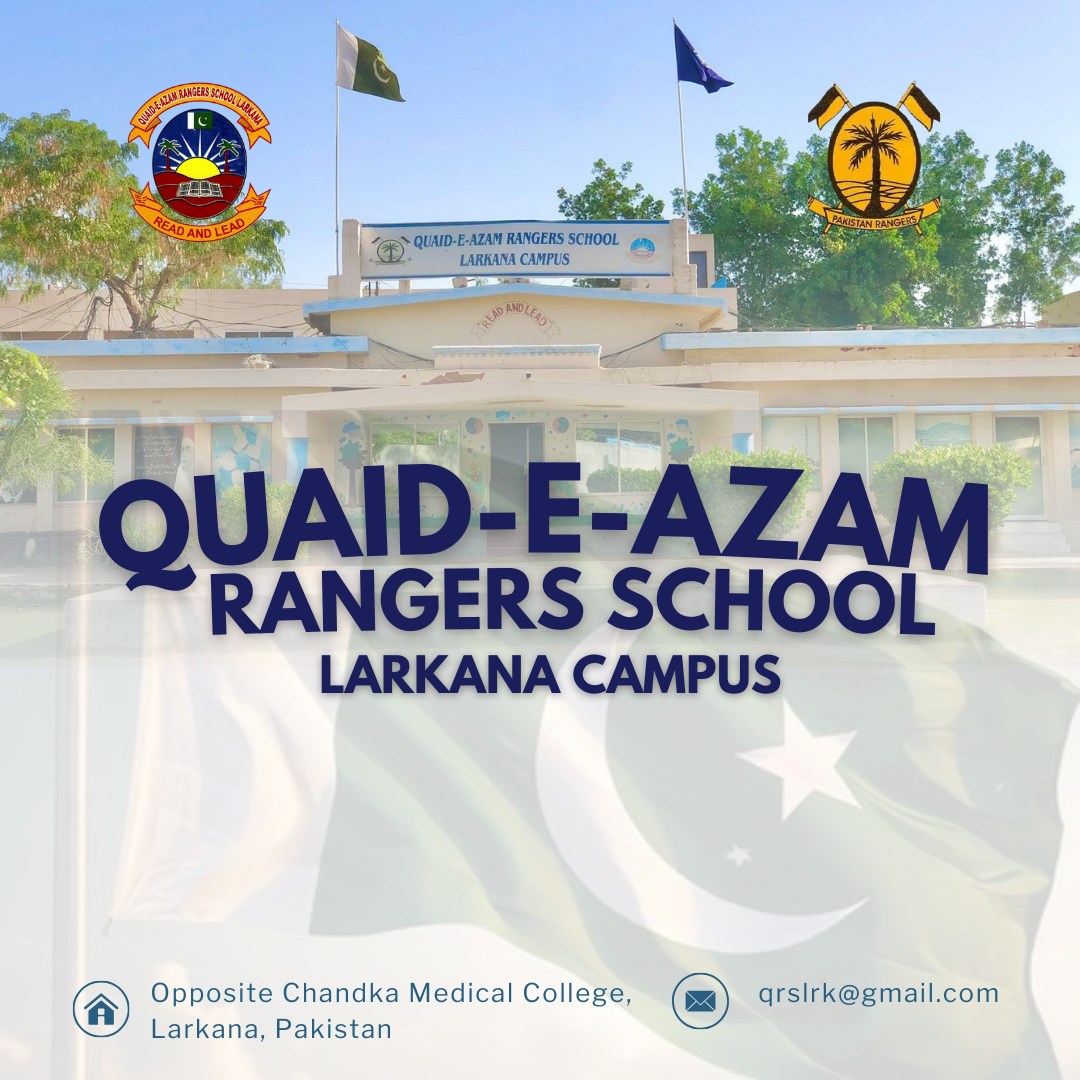 QUAID-E-AZAM RANGERS SCHOOL LARKANA
READ AND LEAD
PAKISTAN RANGERS
QUAID-E-AZAM RANGERS SCHOOL
LARKANA CAMPUS
READ AND LEAD
QUAID-E-AZAM
RANGERS SCHOOL
LARKANA CAMPUS
Opposite Chandka Medical College,
Larkana, Pakistan
qrslrk@gmail.com